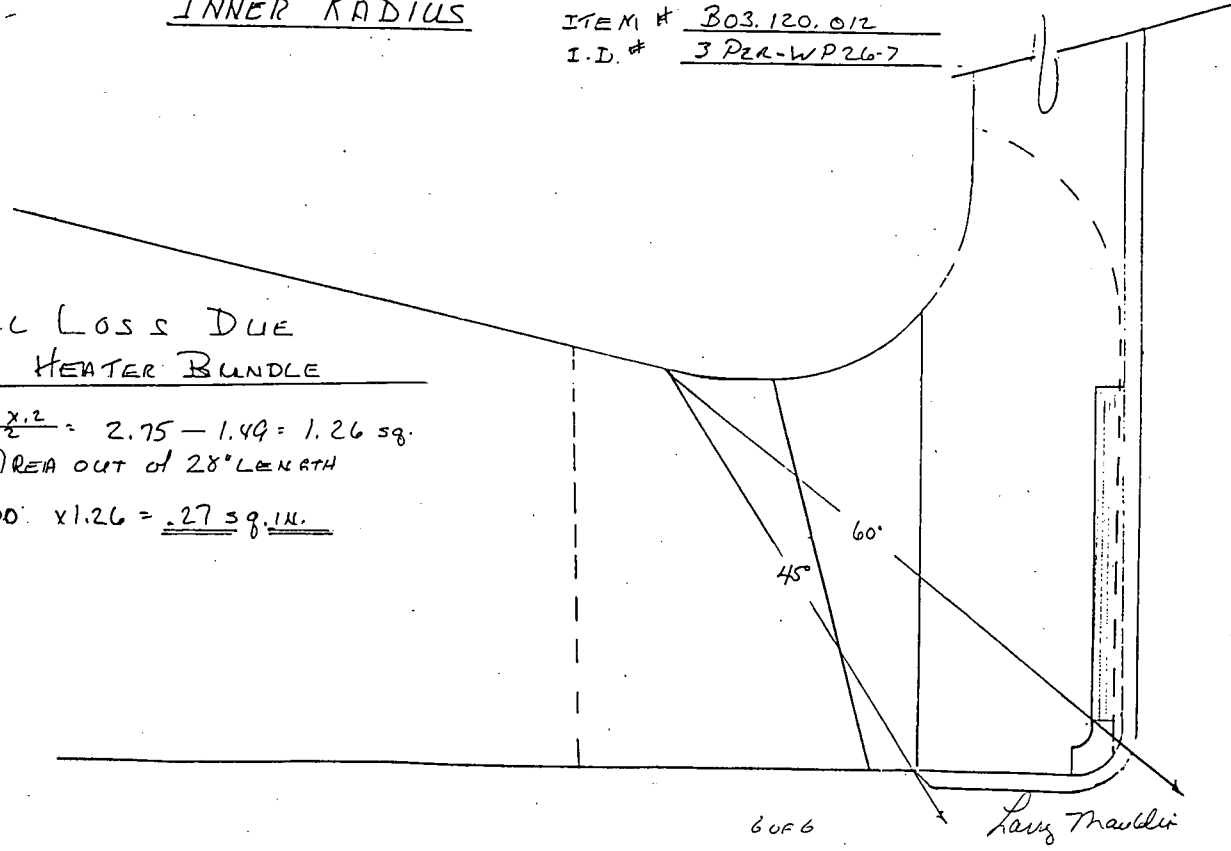 INNER RADIUS
ITEM # B03.120.012
I.D. # 3 PZR-WP26-7
LOSS DUE
HEATER BUNDLE
x.2/2 = 2.75 - 1.49 = 1.26 sq.
AREA OUT of 28" LENGTH
x1.26 = .27 sq.IN.
60°
45°
6 OF 6
Larry Mauldin